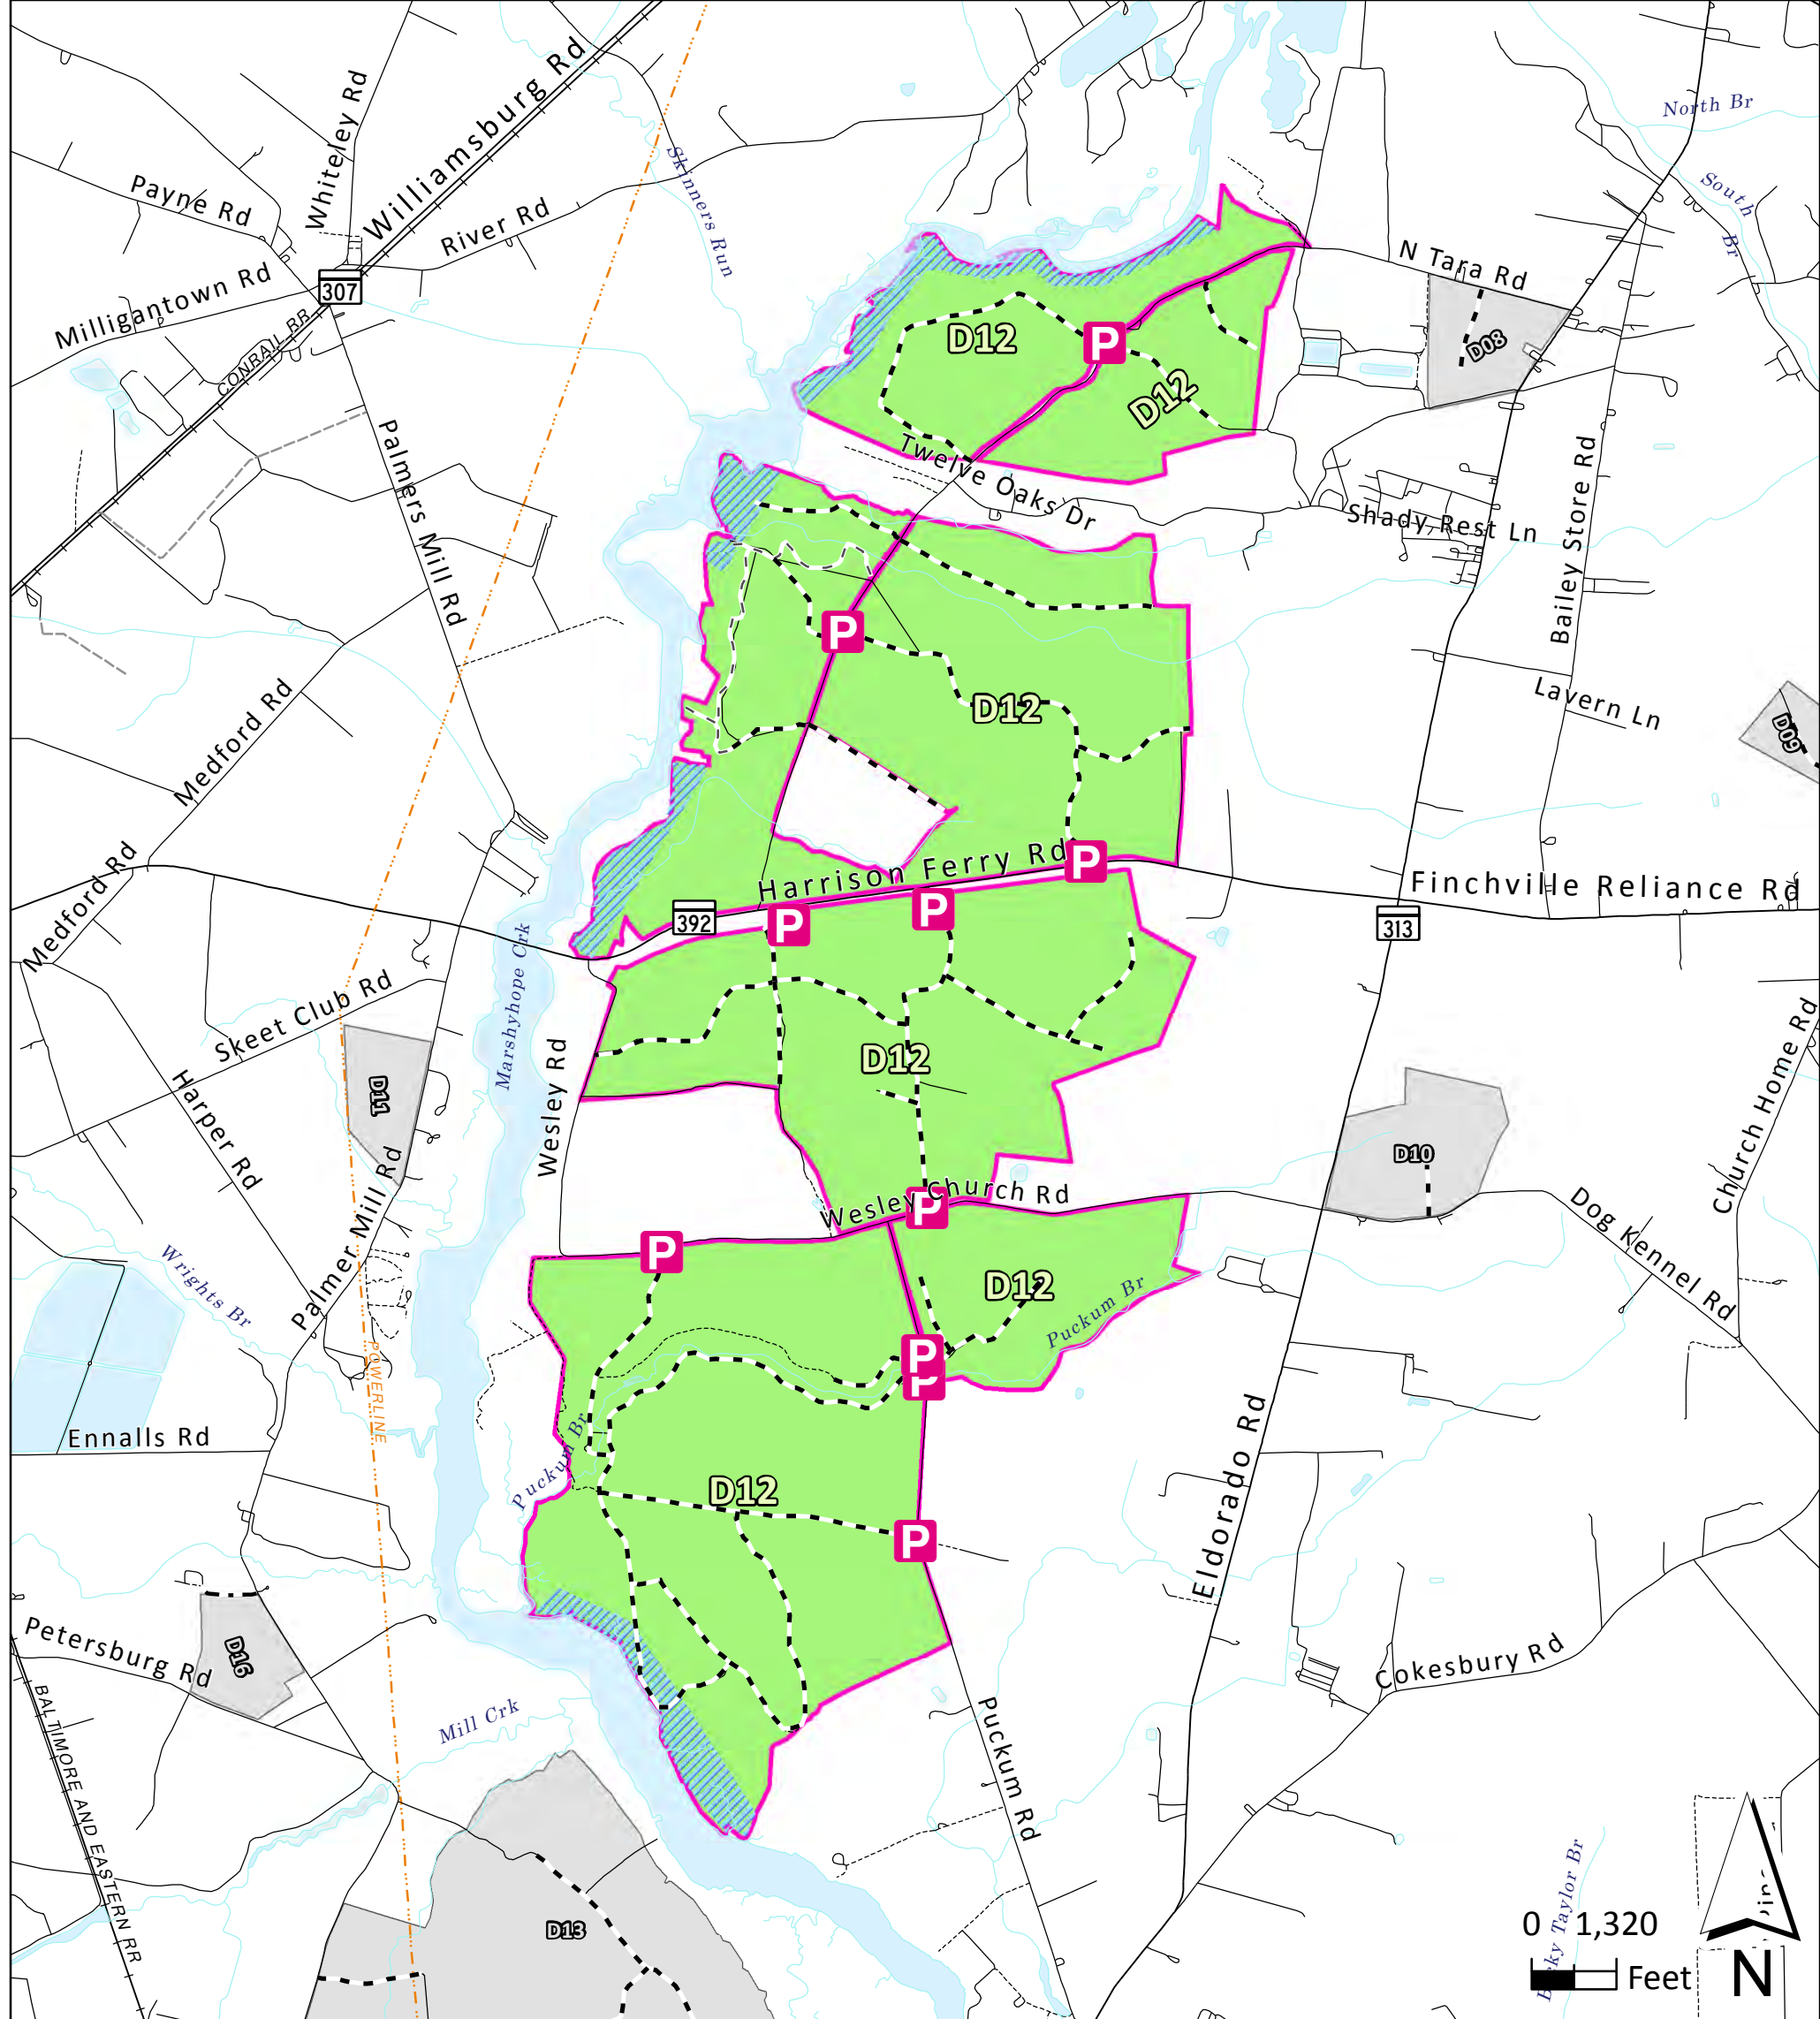 Williamsburg Rd
Whiteley Rd
North Br
Skinners Run
South Br
Payne Rd
River Rd
N Tara Rd
Milligantown Rd
307
CONRAIL RR
D12
P
D08
D12
Palmers Mill Rd
Twelve Oaks Dr
Shady Rest Ln
Bailey Store Rd
P
Medford Rd
D12
Lavern Ln
D09
Medford Rd
Harrison Ferry Rd
P
Finchville Reliance Rd
392
P
P
313
Marshyhope Crk
Skeet Club Rd
D11
Harper Rd
Wesley Rd
D12
Church Home Rd
D10
Wesley Church Rd
P
Dog Kennel Rd
Palmer Mill Rd
Wrights Br
P
D12
Puckum Br
P
P
POWERLINE
Ennalls Rd
Puckum Br
D12
Eldorado Rd
P
Petersburg Rd
D16
Cokesbury Rd
BALTIMORE AND EASTERN RR
Mill Crk
Puckum Rd
D13
Taylor Br
0 1,320
Feet
N